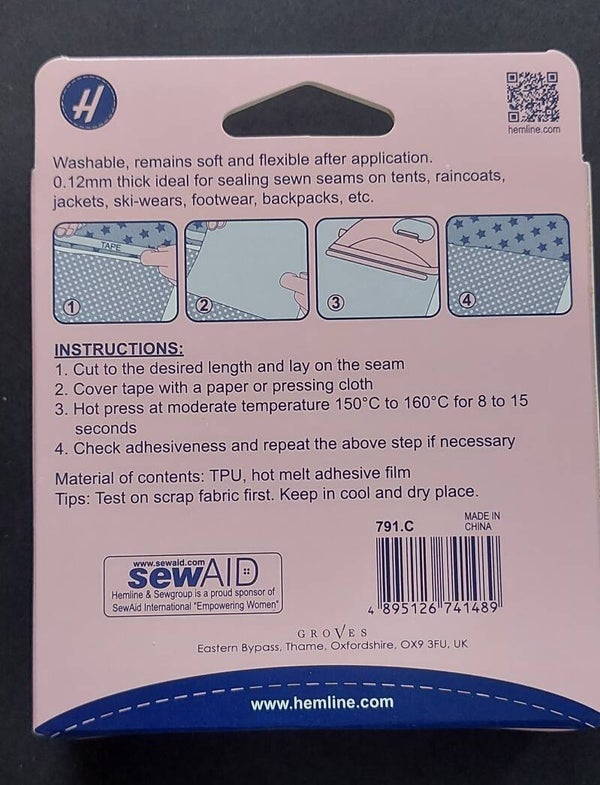 H
hemline.com
Washable, remains soft and flexible after application.
0.12mm thick ideal for sealing sewn seams on tents, raincoats,
jackets, ski-wears, footwear, backpacks, etc.
TAPE
1
2
3
4
INSTRUCTIONS:
1. Cut to the desired length and lay on the seam
2. Cover tape with a paper or pressing cloth
3. Hot press at moderate temperature 150°C to 160°C for 8 to 15
seconds
4. Check adhesiveness and repeat the above step if necessary
Material of contents: TPU, hot melt adhesive film
Tips: Test on scrap fabric first. Keep in cool and dry place.
791.C
MADE IN
CHINA
www.sewaid.com
sewAID
Hemline & Sewgroup is a proud sponsor of
SewAid International "Empowering Women"
4 895126 741489
GROVES
Eastern Bypass, Thame, Oxfordshire, OX9 3FU, UK
www.hemline.com